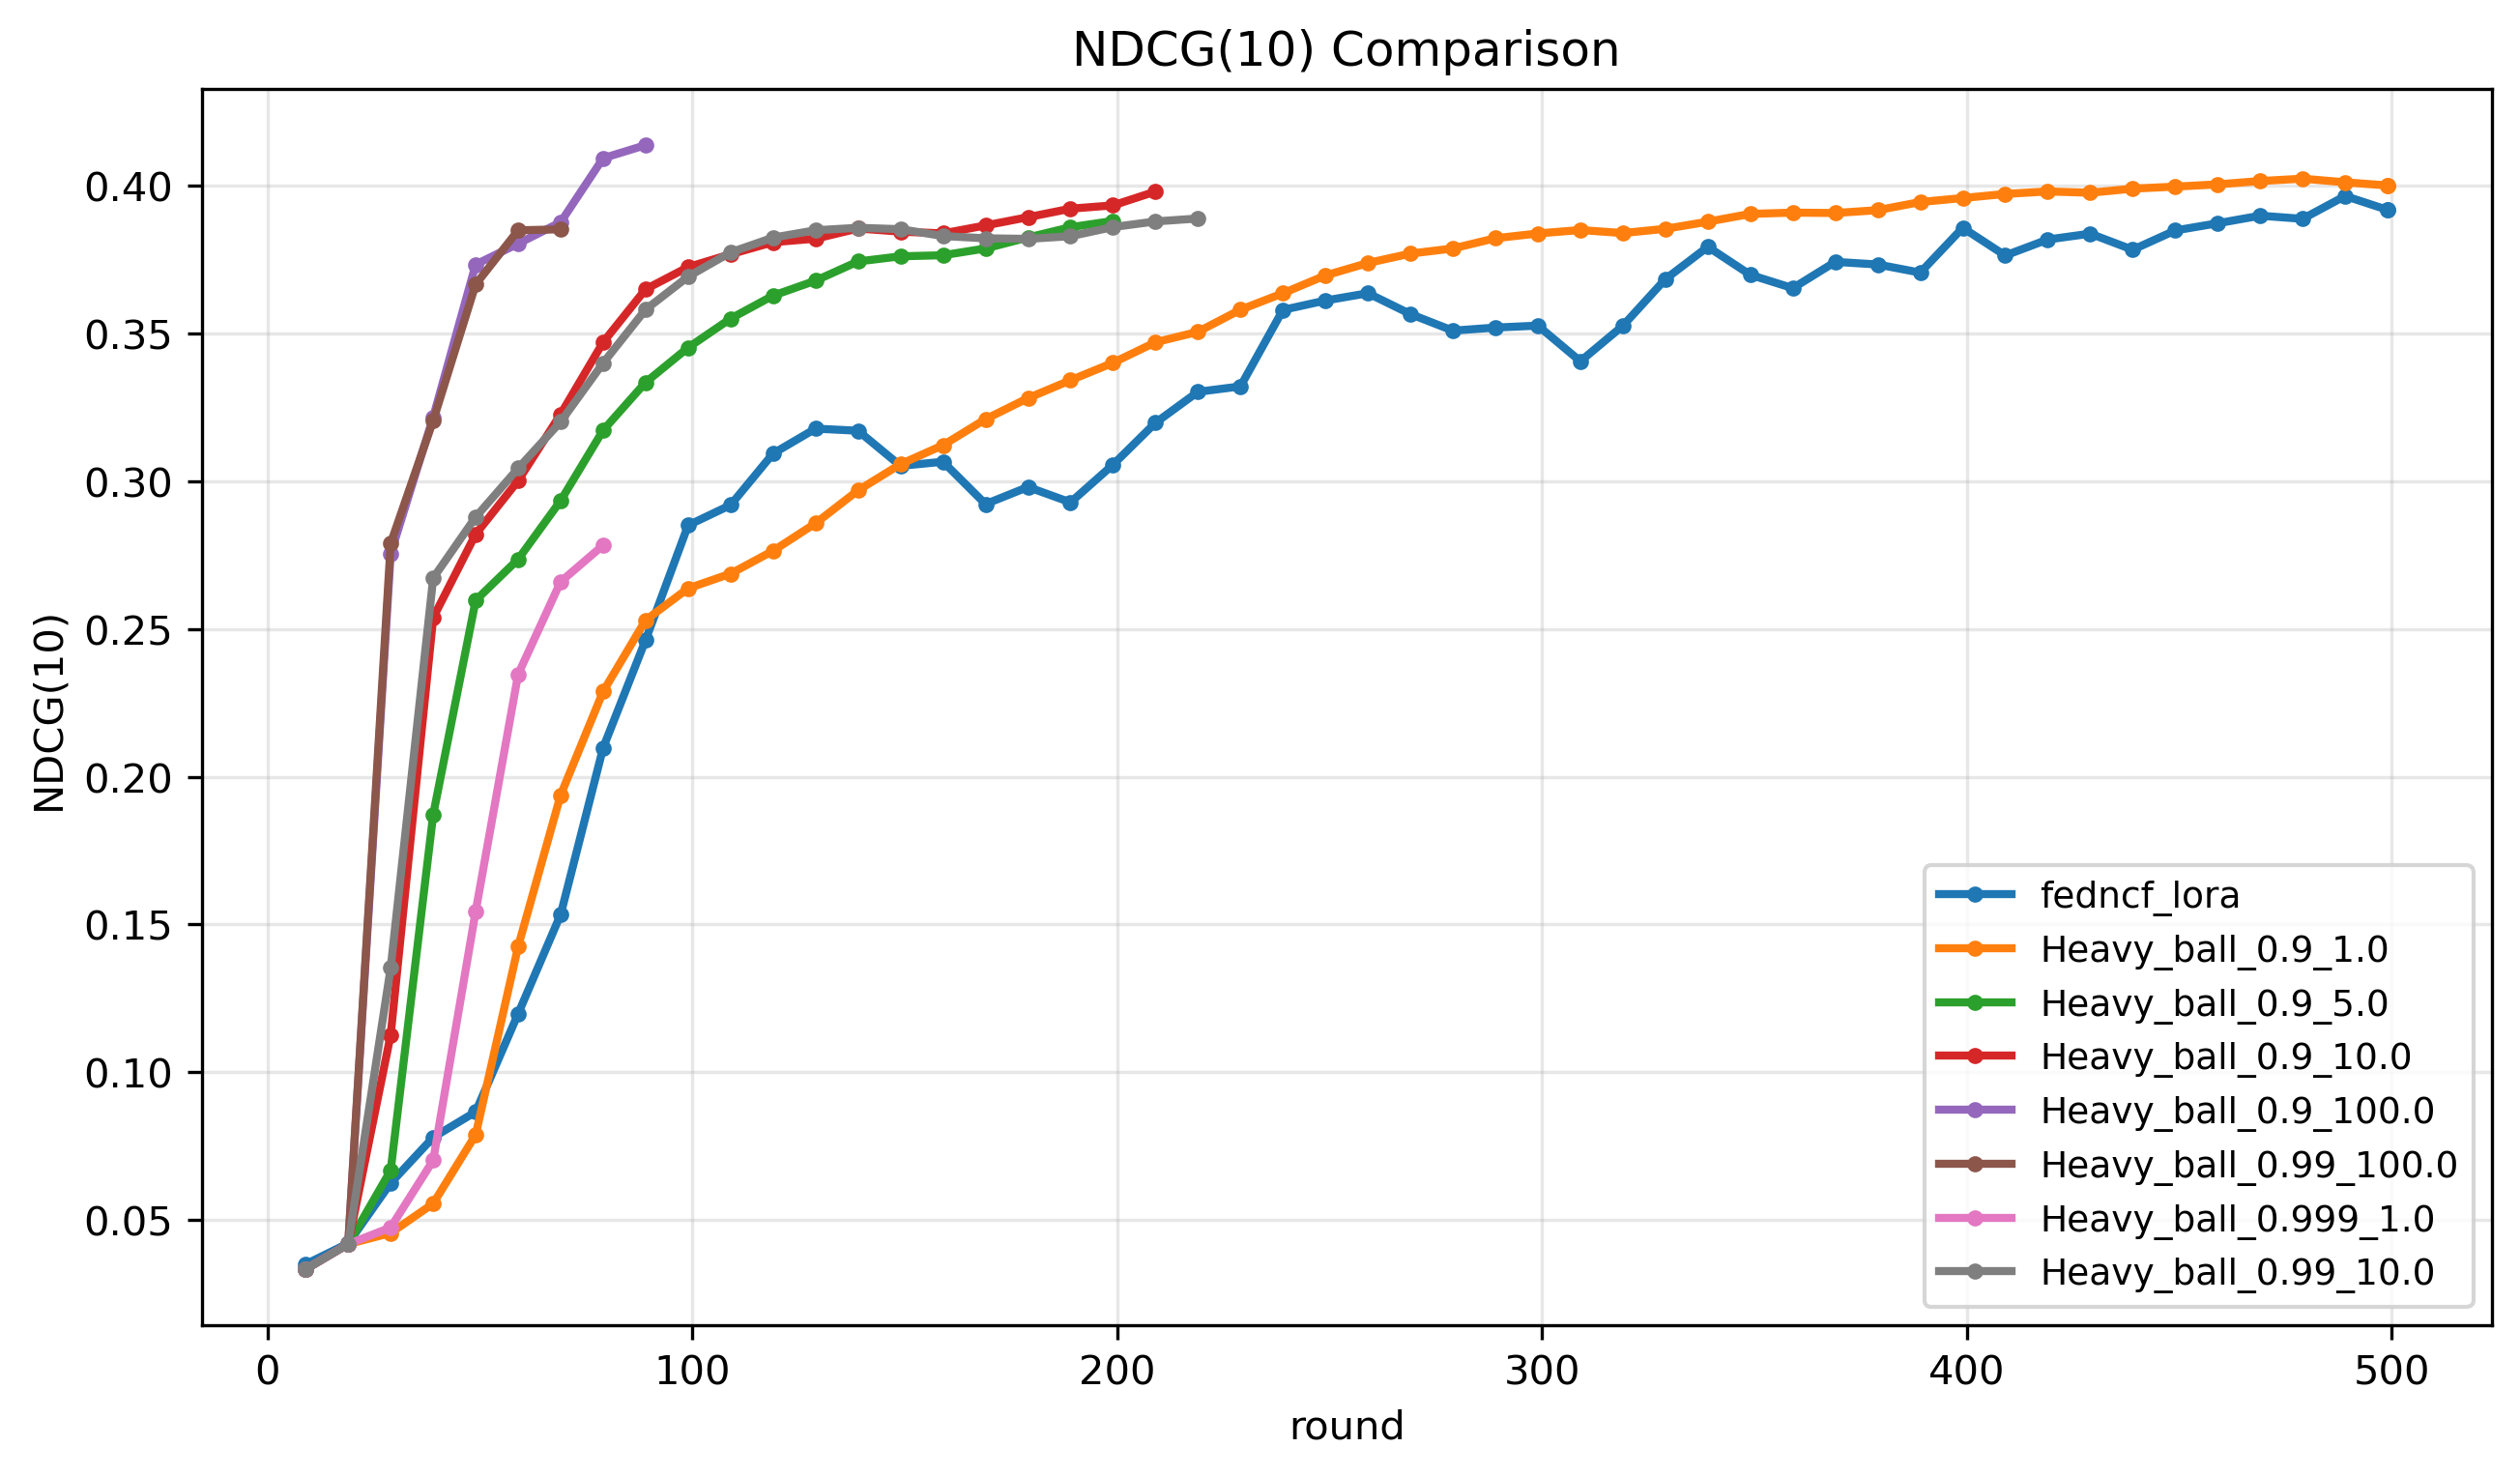 NDCG(10) Comparison
NDCG(10)
0.40
0.35
0.30
0.25
0.20
0.15
0.10
0.05
0 100 200 300 400 500
round
fedncf_lora
Heavy_ball_0.9_1.0
Heavy_ball_0.9_5.0
Heavy_ball_0.9_10.0
Heavy_ball_0.9_100.0
Heavy_ball_0.99_100.0
Heavy_ball_0.999_1.0
Heavy_ball_0.99_10.0